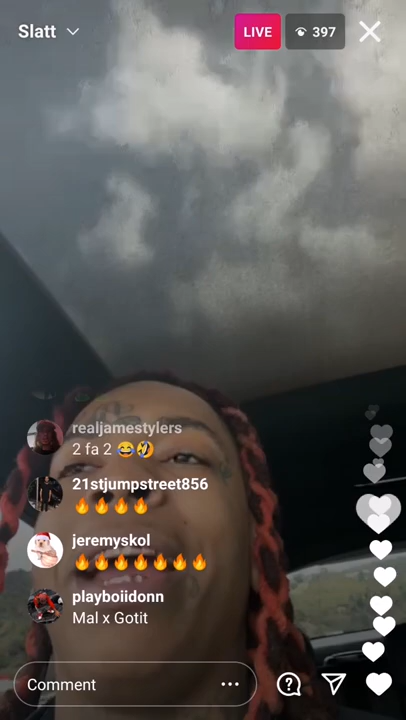 Slatt
LIVE
397
realjamestylers
2 fa 2 😂🤣
21stjumpstreet856
🔥🔥🔥🔥
jeremyskol
🔥🔥🔥🔥🔥🔥🔥
playboiidonn
Mal x Gotit
Comment